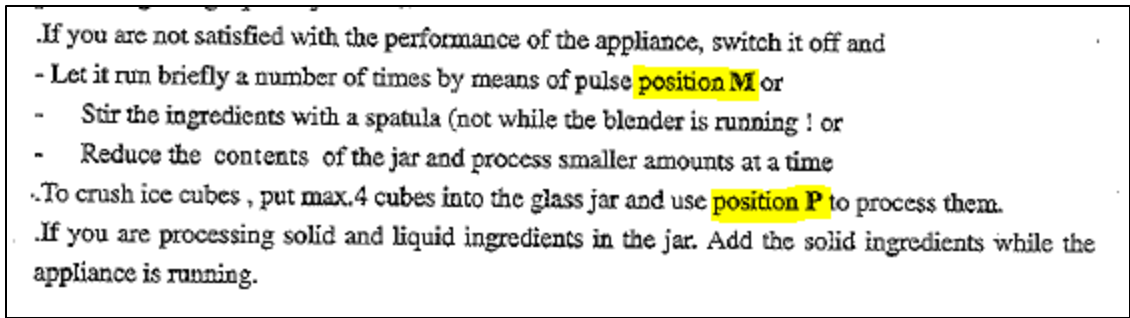 .If you are not satisfied with the performance of the appliance, switch it off and
- Let it run briefly a number of times by means of pulse position M or
- Stir the ingredients with a spatula (not while the blender is running ! or
- Reduce the contents of the jar and process smaller amounts at a time
.To crush ice cubes , put max.4 cubes into the glass jar and use position P to process them.
.If you are processing solid and liquid ingredients in the jar. Add the solid ingredients while the
appliance is running.